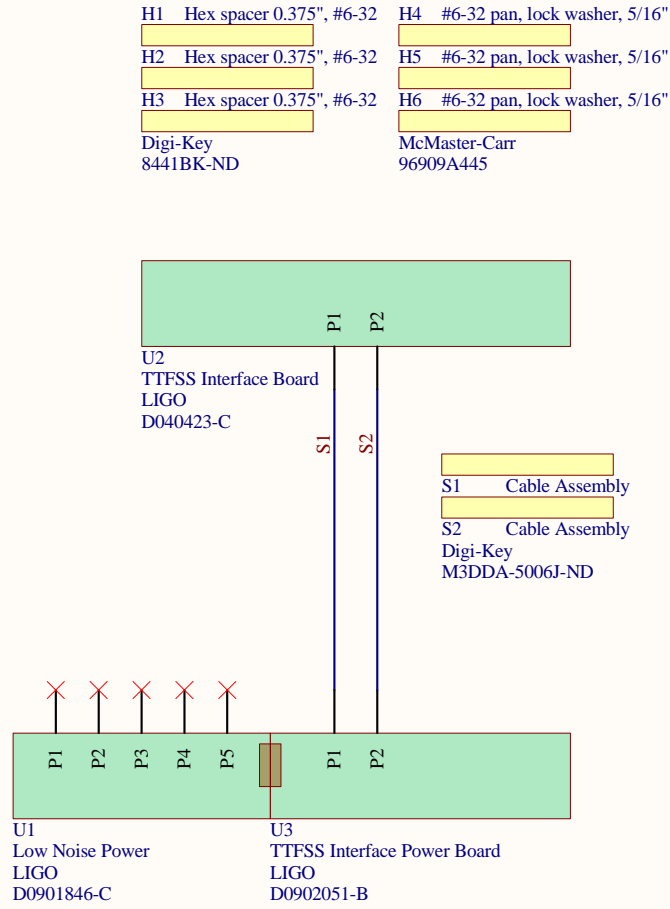 H1 Hex spacer 0.375", #6-32
H4 #6-32 pan, lock washer, 5/16"
H2 Hex spacer 0.375", #6-32
H5 #6-32 pan, lock washer, 5/16"
H3 Hex spacer 0.375", #6-32
H6 #6-32 pan, lock washer, 5/16"
Digi-Key
8441BK-ND
McMaster-Carr
96909A445
P1
P2
U2
TTFSS Interface Board
LIGO
D040423-C
S1
S2
S1 Cable Assembly
S2 Cable Assembly
Digi-Key
M3DDA-5006J-ND
P1
P2
P3
P4
P5
P1
P2
U1
Low Noise Power
LIGO
D0901846-C
U3
TTFSS Interface Power Board
LIGO
D0902051-B